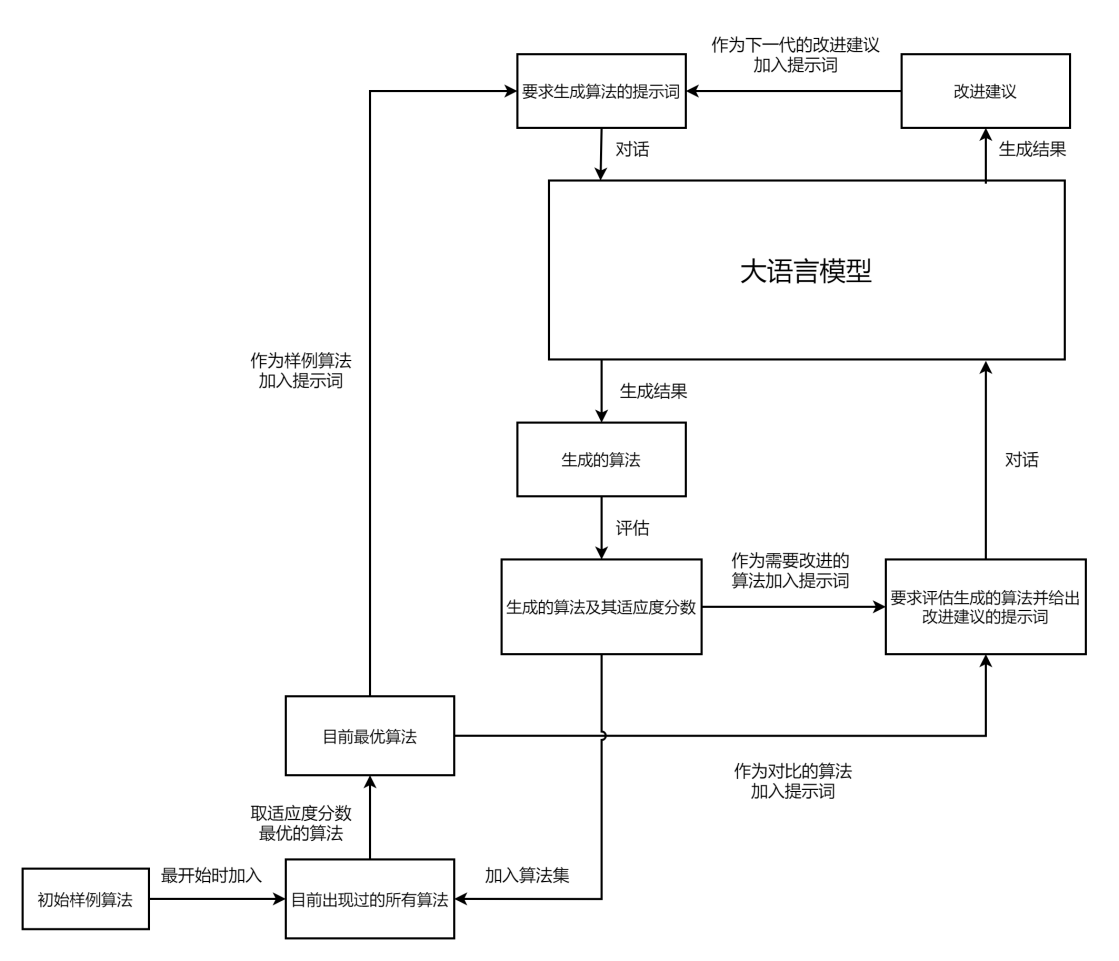 作为下一代的改进建议
加入提示词
要求生成算法的提示词
改进建议
对话
生成结果
大语言模型
作为样例算法
加入提示词
生成结果
生成的算法
对话
评估
作为需要改进的
算法加入提示词
生成的算法及其适应度分数
要求评估生成的算法并给出
改进建议的提示词
目前最优算法
作为对比的算法
加入提示词
取适应度分数
最优的算法
最开始时加入
加入算法集
初始样例算法
目前出现过的所有算法